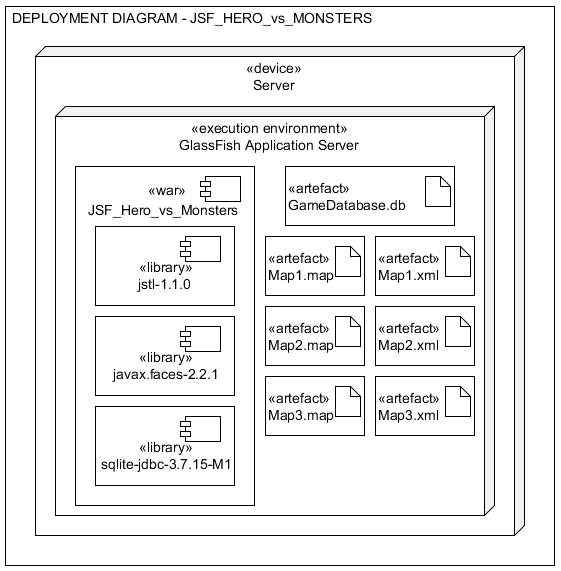 DEPLOYMENT DIAGRAM - JSF_HERO_vs_MONSTERS
«device»
Server
«execution environment»
GlassFish Application Server
«war»
JSF_Hero_vs_Monsters
«library»
jstl-1.1.0
«library»
javax.faces-2.2.1
«library»
sqlite-jdbc-3.7.15-M1
«artefact»
GameDatabase.db
«artefact»
Map1.map
«artefact»
Map1.xml
«artefact»
Map2.map
«artefact»
Map2.xml
«artefact»
Map3.map
«artefact»
Map3.xml